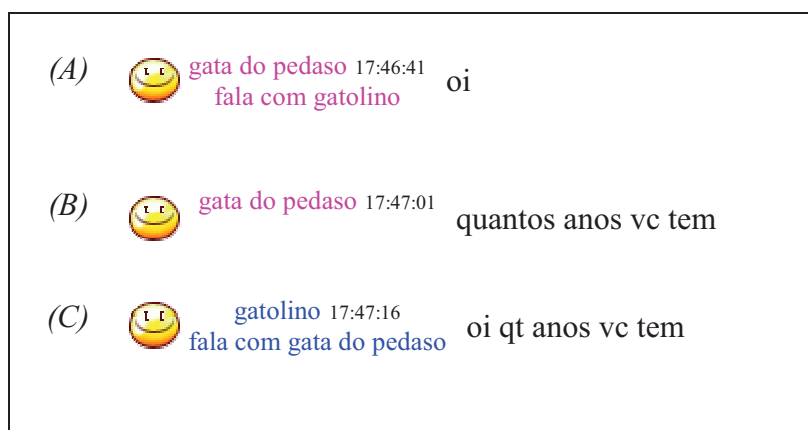 (A) gata do pedaso 17:46:41 oi
fala com gatolino
(B) gata do pedaso 17:47:01 quantos anos vc tem
(C) gatolino 17:47:16 oi qt anos vc tem
fala com gata do pedaso